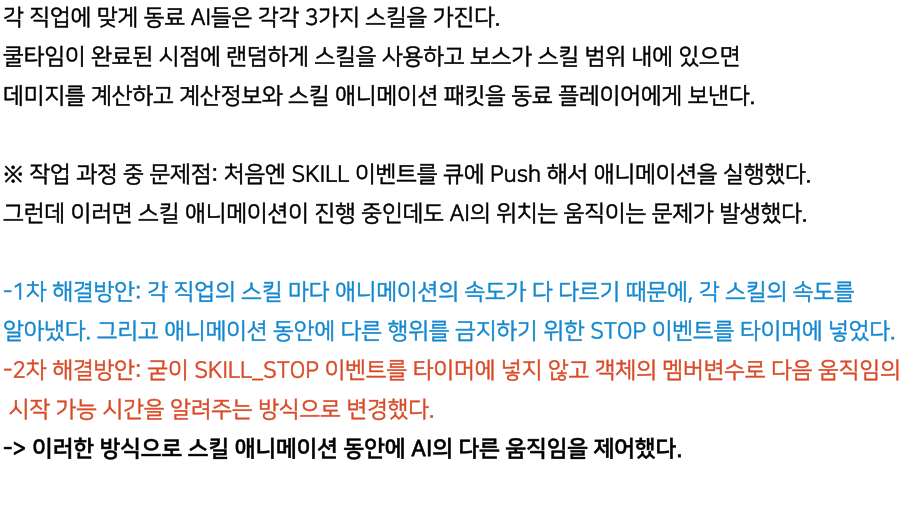 각 직업에 맞게 동료 AI들은 각각 3가지 스킬을 가진다.
쿨타임이 완료된 시점에 랜덤하게 스킬을 사용하고 보스가 스킬 범위 내에 있으면
데미지를 계산하고 계산정보와 스킬 애니메이션 패킷을 동료 플레이어에게 보낸다.
※ 작업 과정 중 문제점: 처음엔 SKILL 이벤트를 큐에 Push 해서 애니메이션을 실행했다.
그런데 이러면 스킬 애니메이션이 진행 중인데도 AI의 위치는 움직이는 문제가 발생했다.
-1차 해결방안: 각 직업의 스킬 마다 애니메이션의 속도가 다 다르기 때문에, 각 스킬의 속도를
알아냈다. 그리고 애니메이션 동안에 다른 행위를 금지하기 위한 STOP 이벤트를 타이머에 넣었다.
-2차 해결방안: 굳이 SKILL_STOP 이벤트를 타이머에 넣지 않고 객체의 멤버변수로 다음 움직임의
시작 가능 시간을 알려주는 방식으로 변경했다.
-> 이러한 방식으로 스킬 애니메이션 동안에 AI의 다른 움직임을 제어했다.